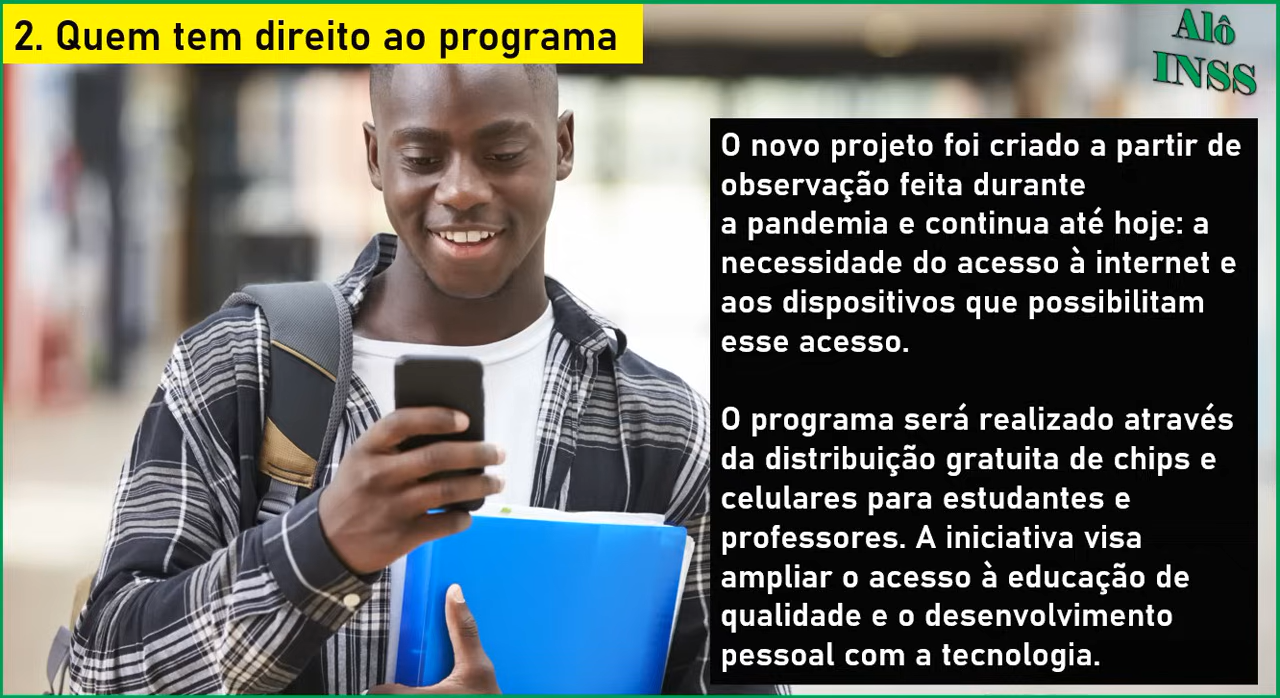 2. Quem tem direito ao programa
Alô
INSS
O novo projeto foi criado a partir de
observação feita durante
a pandemia e continua até hoje: a
necessidade do acesso à internet e
aos dispositivos que possibilitam
esse acesso.
O programa será realizado através
da distribuição gratuita de chips e
celulares para estudantes e
professores. A iniciativa visa
ampliar o acesso à educação de
qualidade e o desenvolvimento
pessoal com a tecnologia.